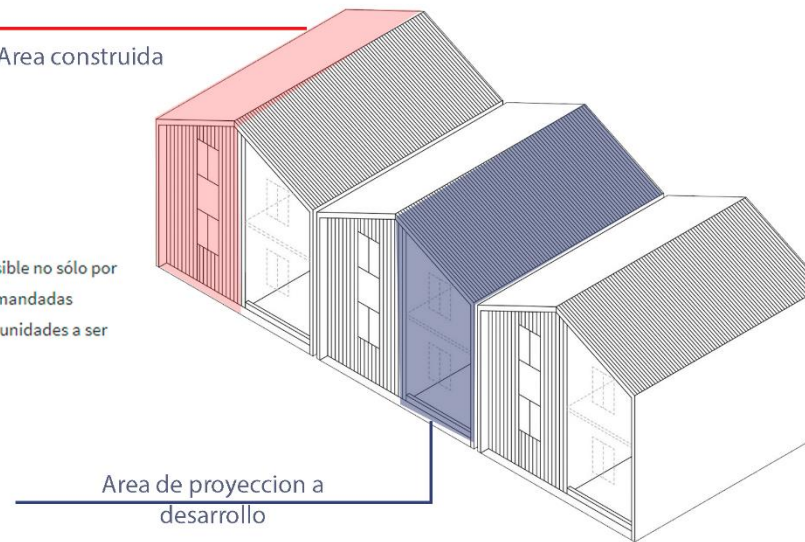 Area construida
sible no sólo por
mandadas
unidades a ser
Area de proyeccion a
desarrollo